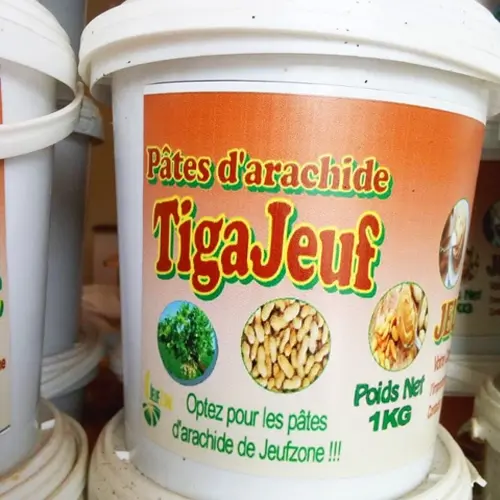 Pâtes d'arachide
TigaJeuf
Poids Net
1KG
Optez pour les pâtes
d'arachide de Jeufzone !!!